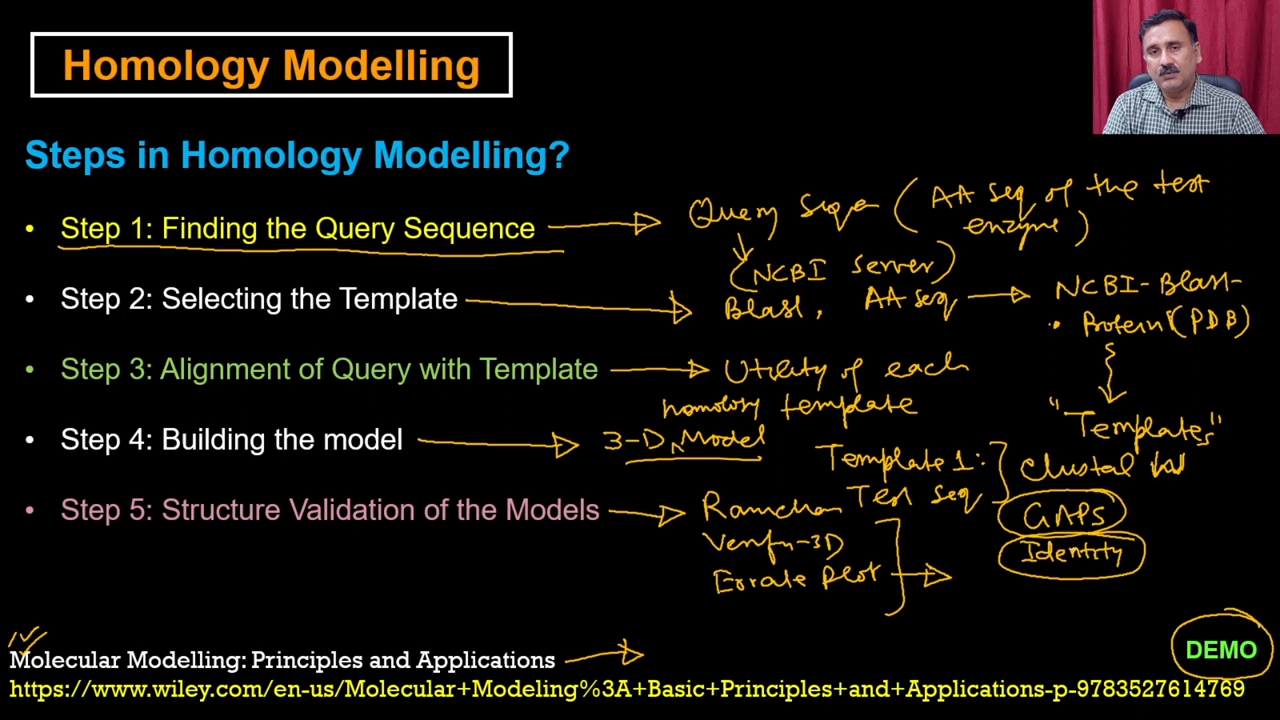 Homology Modelling
Steps in Homology Modelling?
• Step 1: Finding the Query Sequence
Query Seqe (AA Seq of the test
enzyme)
(NCBI Server)
• Step 2: Selecting the Template
Blast, AA seq
NCBI-Blast-
Protein (PDB)
• Step 3: Alignment of Query with Template
Utility of each
homology template
"Templates"
• Step 4: Building the model
3-D Model
Template 1:
Test Seq
Clustal W
GAPS
Identity
• Step 5: Structure Validation of the Models
Ramchan
Verify-3D
Errate Plot
DEMO
Molecular Modelling: Principles and Applications
https://www.wiley.com/en-us/Molecular+Modeling%3A+Basic+Principles+and+Applications-p-9783527614769